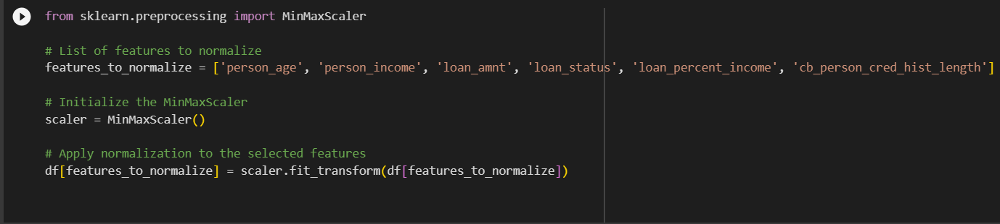 from sklearn.preprocessing import MinMaxScaler
# List of features to normalize
features_to_normalize = ['person_age', 'person_income', 'loan_amnt', 'loan_status', 'loan_percent_income', 'cb_person_cred_hist_length']
# Initialize the MinMaxScaler
scaler = MinMaxScaler()
# Apply normalization to the selected features
df[features_to_normalize] = scaler.fit_transform(df[features_to_normalize])